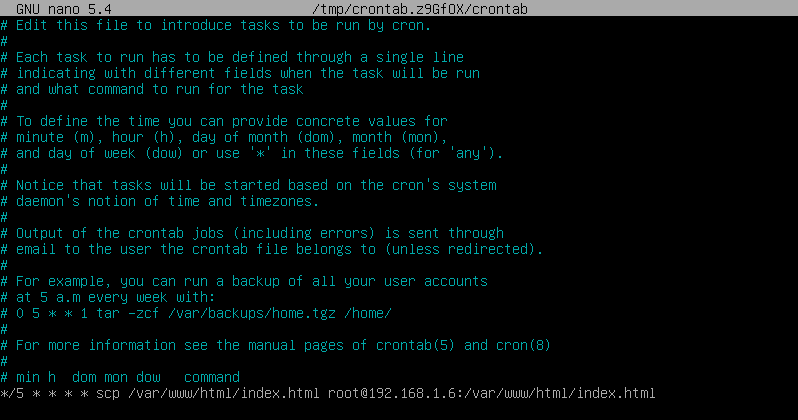 GNU nano 5.4 /tmp/crontab.z9GfOX/crontab
# Edit this file to introduce tasks to be run by cron.
#
# Each task to run has to be defined through a single line
# indicating with different fields when the task will be run
# and what command to run for the task
#
# To define the time you can provide concrete values for
# minute (m), hour (h), day of month (dom), month (mon),
# and day of week (dow) or use '*' in these fields (for 'any').
#
# Notice that tasks will be started based on the cron's system
# daemon's notion of time and timezones.
#
# Output of the crontab jobs (including errors) is sent through
# email to the user the crontab file belongs to (unless redirected).
#
# For example, you can run a backup of all your user accounts
# at 5 a.m every week with:
# 0 5 * * 1 tar -zcf /var/backups/home.tgz /home/
#
# For more information see the manual pages of crontab(5) and cron(8)
#
# min h  dom mon dow   command
*/5 * * * * scp /var/www/html/index.html root@192.168.1.6:/var/www/html/index.html